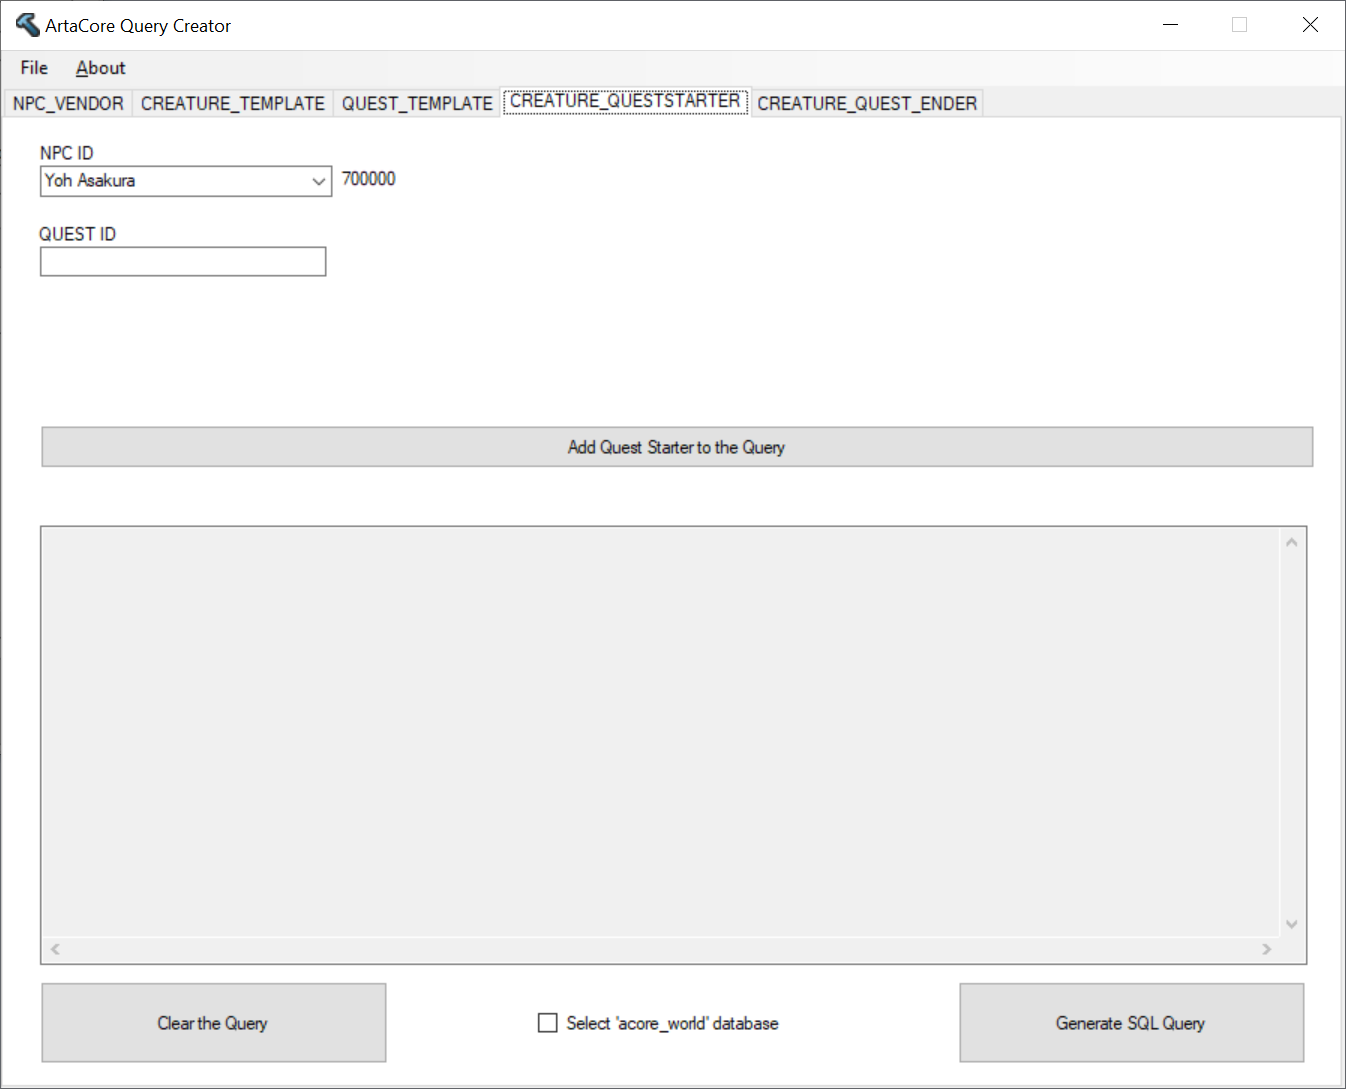 ArtaCore Query Creator
File About
NPC_VENDOR CREATURE_TEMPLATE QUEST_TEMPLATE CREATURE_QUESTSTARTER CREATURE_QUEST_ENDER
NPC ID
Yoh Asakura 700000
QUEST ID
Add Quest Starter to the Query
Clear the Query Select 'acore_world' database Generate SQL Query